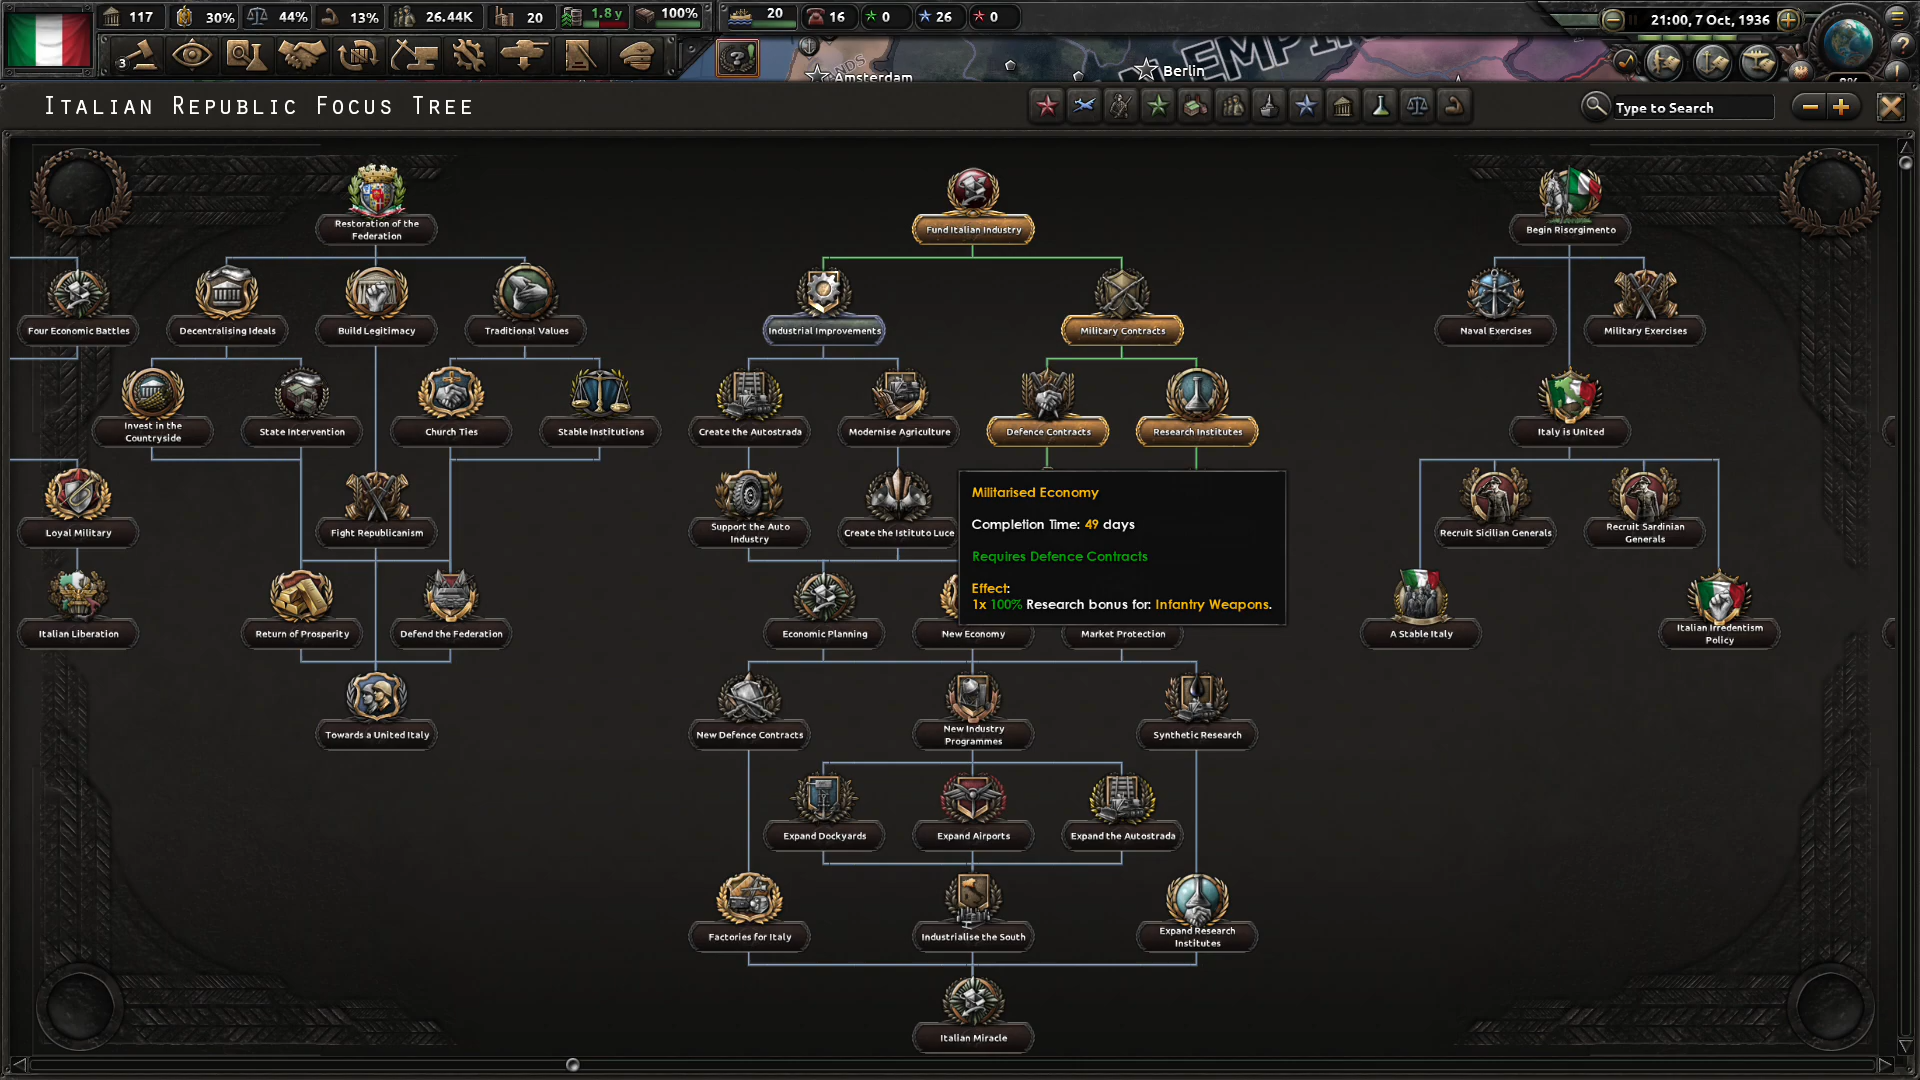 117
30%
44%
13%
26.44K
20
1.8 y
100%
20
16
0
26
0
21:00, 7 Oct, 1936
3
Amsterdam
EMPI
Berlin
Italian Republic Focus Tree
Type to Search
Restoration of the
Federation
Fund Italian Industry
Begin Risorgimento
Four Economic Battles
Decentralising Ideals
Build Legitimacy
Traditional Values
Industrial Improvements
Military Contracts
Naval Exercises
Military Exercises
Invest in the
Countryside
State Intervention
Church Ties
Stable Institutions
Create the Autostrada
Modernise Agriculture
Defence Contracts
Research Institutes
Italy is United
Loyal Military
Fight Republicanism
Support the Auto
Industry
Create the Istituto Luce
Militarised Economy
Completion Time: 49 days
Requires Defence Contracts
Effect:
1x 100% Research bonus for: Infantry Weapons.
Recruit Sicilian Generals
Recruit Sardinian
Generals
Italian Liberation
Return of Prosperity
Defend the Federation
Economic Planning
New Economy
Market Protection
A Stable Italy
Italian Irredentism
Policy
Towards a United Italy
New Defence Contracts
New Industry
Programmes
Synthetic Research
Expand Dockyards
Expand Airports
Expand the Autostrada
Factories for Italy
Industrialise the South
Expand Research
Institutes
Italian Miracle